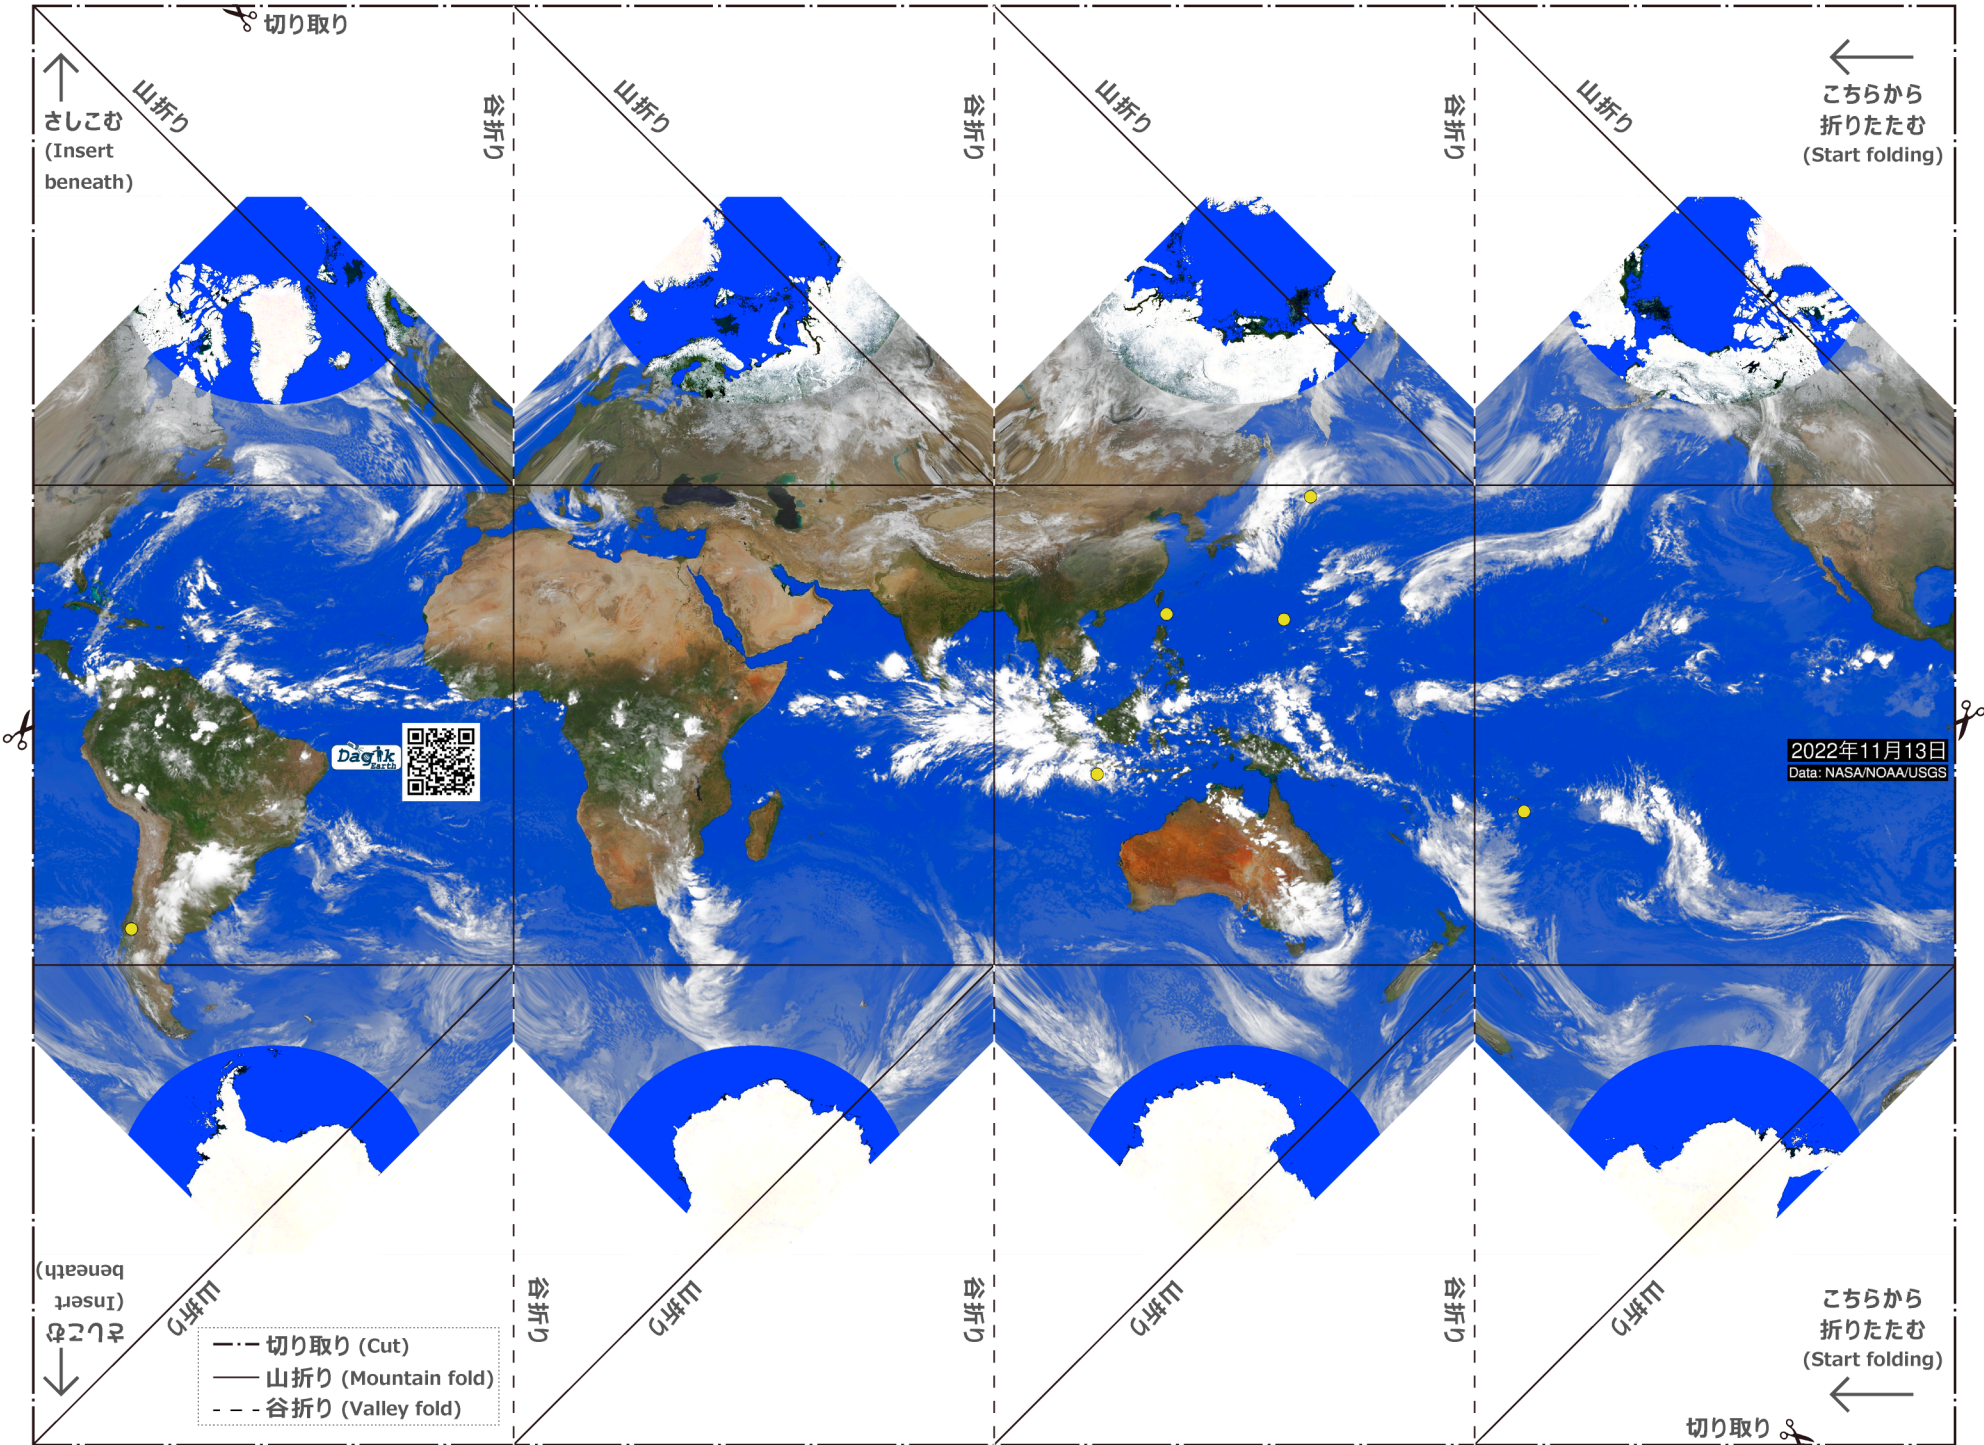 切り取り
山折り
谷折り
山折り
谷折り
山折り
谷折り
山折り
さしこむ
(Insert
beneath)
こちらから
折りたたむ
(Start folding)
Dagik
Earth
2022年11月13日
Data: NASA/NOAA/USGS
さしこむ
(Insert
beneath)
山折り
谷折り
山折り
谷折り
山折り
谷折り
山折り
こちらから
折りたたむ
(Start folding)
切り取り (Cut)
山折り (Mountain fold)
谷折り (Valley fold)
切り取り